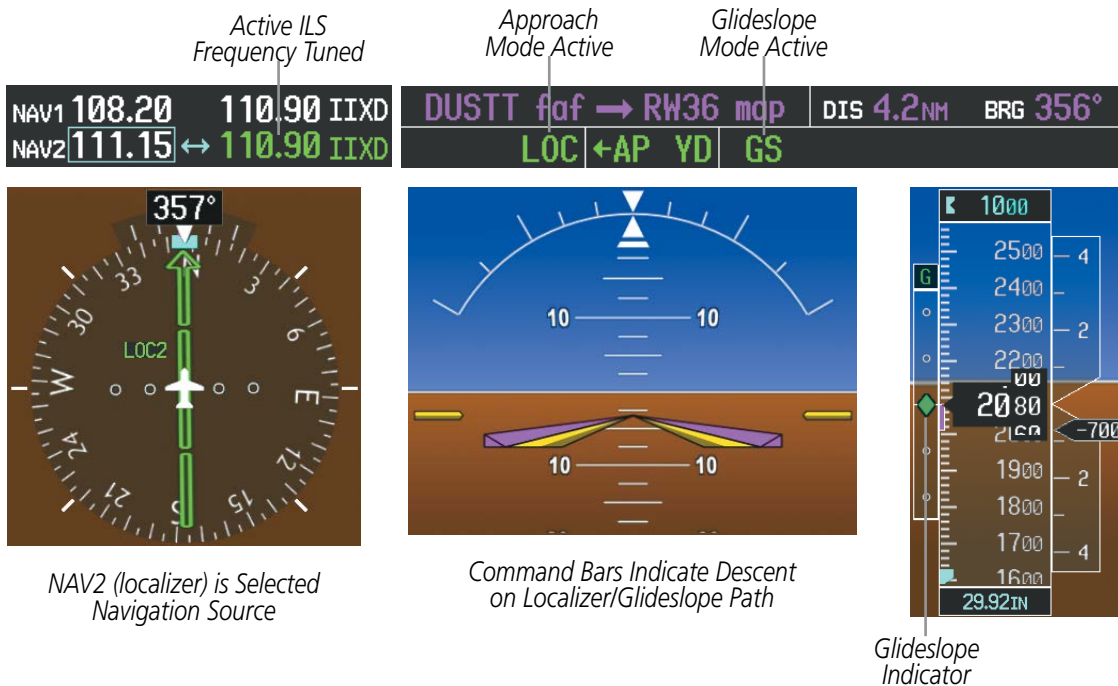 Active ILS
Frequency Tuned
Approach
Mode Active
Glideslope
Mode Active
NAV1 108.20 110.90 IIXD
NAV2 111.15 ↔ 110.90 IIXD
DUSTT faf → RW36 map DIS 4.2NM BRG 356°
LOC ←AP YD GS
357°
N
33
3
30
6
LOC2
W
E
24
12
21
15
S
10 10
10 10
1000
2500
4
G
2400
2300
2
2200
00
20 80
60
-700
1900
2
1800
1700
4
1600
29.92IN
NAV2 (localizer) is Selected
Navigation Source
Command Bars Indicate Descent
on Localizer/Glideslope Path
Glideslope
Indicator